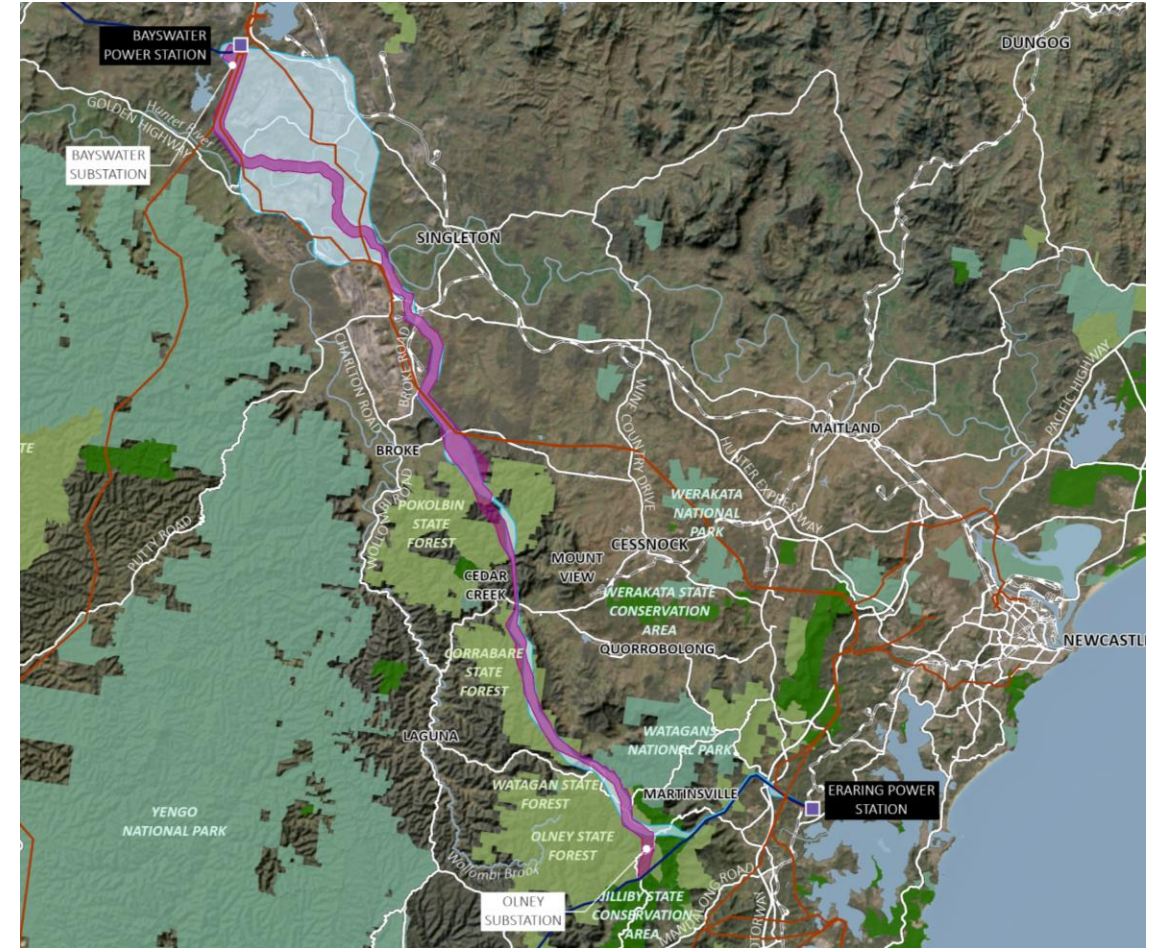 BAYSWATER
POWER STATION
DUNGOG
GOLDEN HIGHWAY
Hunter River
BAYSWATER
SUBSTATION
SINGLETON
CHARLTON ROAD
BROKE ROAD
WINE COUNTRY DRIVE
PACIFIC HIGHWAY
MAITLAND
HUNTER EXPRESSWAY
BROKE
PUTTY ROAD
POKOLBIN
STATE
FOREST
WERAKATA
NATIONAL
PARK
CESSNOCK
MOUNT
VIEW
CEDAR
CREEK
WERAKATA STATE
CONSERVATION
AREA
QUORROBOLONG
NEWCASTLE
CORRABARE
STATE
FOREST
LAGUNA
WATAGANS
NATIONAL PARK
WATAGAN STATE
FOREST
MARTINSVILLE
ERARING POWER
STATION
YENGO
NATIONAL PARK
OLNEY STATE
FOREST
Wollombi Brook
OLNEY
SUBSTATION
JILLIBY STATE
CONSERVATION
AREA